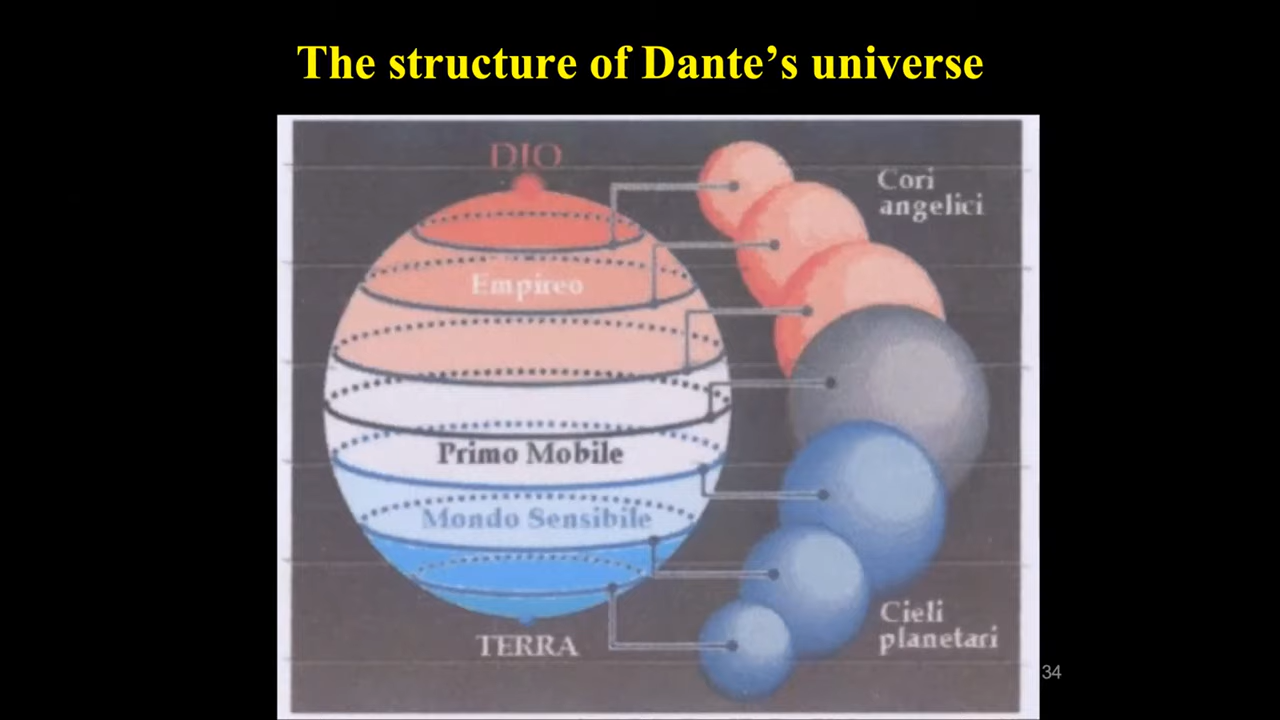 The structure of Dante's universe
DIO
Cori
angelici
Empireo
Primo Mobile
Mondo Sensibile
Cieli
planetari
TERRA
34